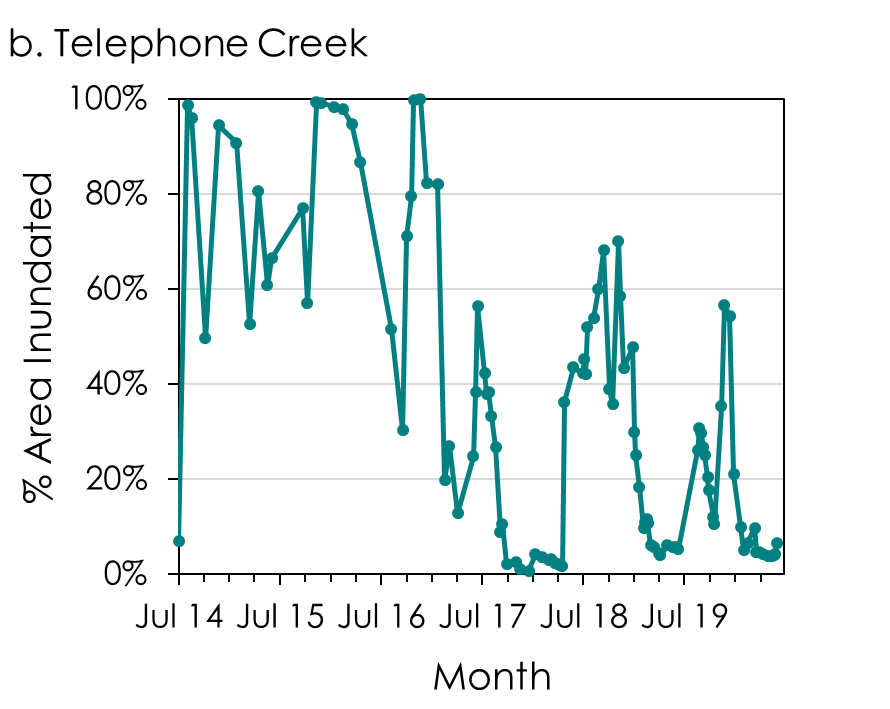 b. Telephone Creek
% Area Inundated
100%
80%
60%
40%
20%
0%
Jul 14 Jul 15 Jul 16 Jul 17 Jul 18 Jul 19
Month